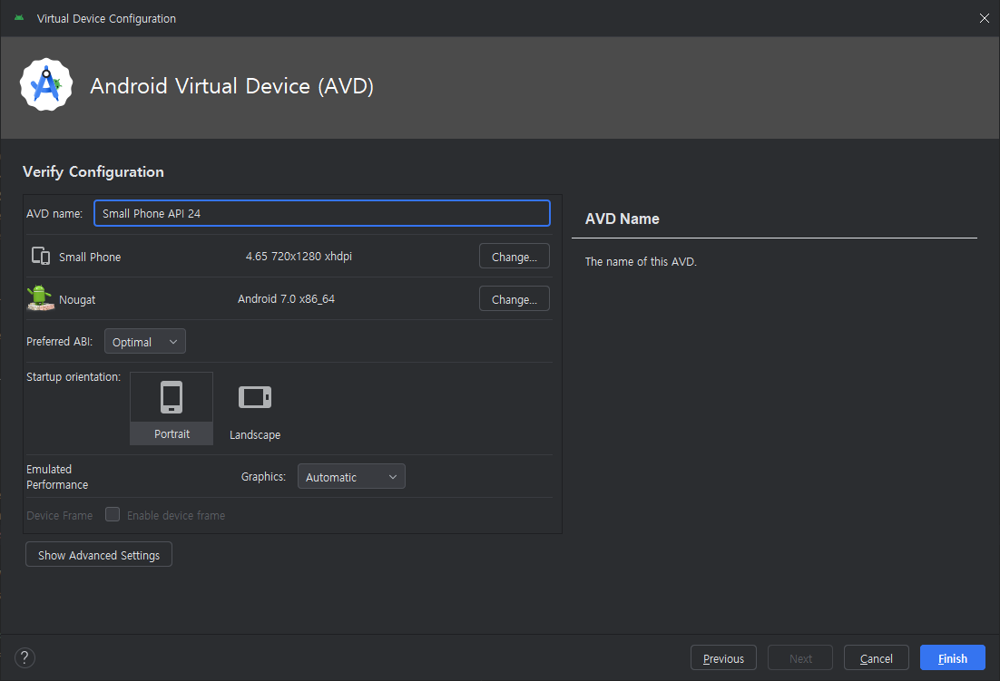 Virtual Device Configuration
Android Virtual Device (AVD)
Verify Configuration
AVD name: Small Phone API 24
Small Phone 4.65 720x1280 xhdpi Change...
Nougat Android 7.0 x86_64 Change...
Preferred ABI: Optimal
Startup orientation:
Portrait Landscape
Emulated
Performance
Graphics: Automatic
Device Frame Enable device frame
Show Advanced Settings
AVD Name
The name of this AVD.
? Previous Next Cancel Finish